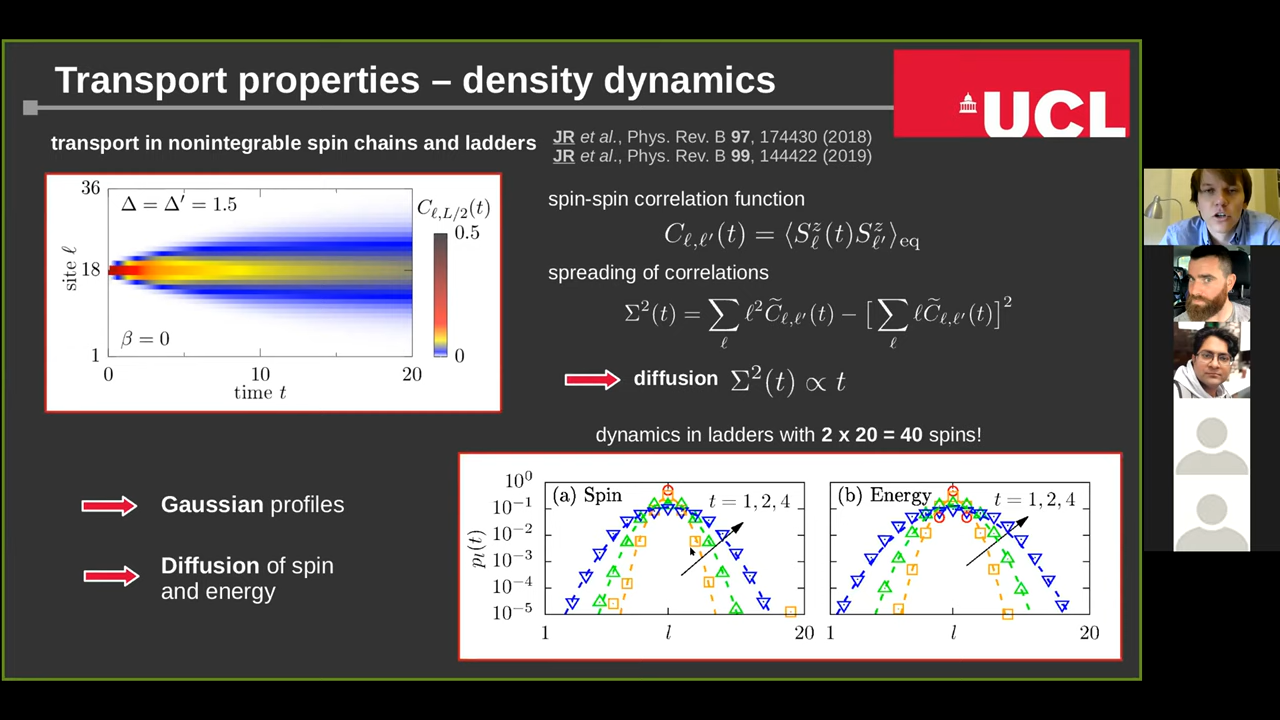 Transport properties – density dynamics
UCL
transport in nonintegrable spin chains and ladders
JR et al., Phys. Rev. B 97, 174430 (2018)
JR et al., Phys. Rev. B 99, 144422 (2019)
36
Δ = Δ′ = 1.5
C_{ℓ,L/2}(t)
0.5
site ℓ
18
β = 0
1
0
0
10
20
time t
spin-spin correlation function
C_{ℓ,ℓ′}(t) = ⟨S^z_ℓ(t)S^z_{ℓ′}⟩_{eq}
spreading of correlations
Σ²(t) = ∑_ℓ ℓ² C̃_{ℓ,ℓ′}(t) − [∑_ℓ ℓC̃_{ℓ,ℓ′}(t)]²
diffusion Σ²(t) ∝ t
dynamics in ladders with 2 x 20 = 40 spins!
Gaussian profiles
Diffusion of spin
and energy
10⁰
10⁻¹
10⁻²
10⁻³
10⁻⁴
10⁻⁵
p_l(t)
(a) Spin
t = 1, 2, 4
1
l
20
(b) Energy
t = 1, 2, 4
1
l
20